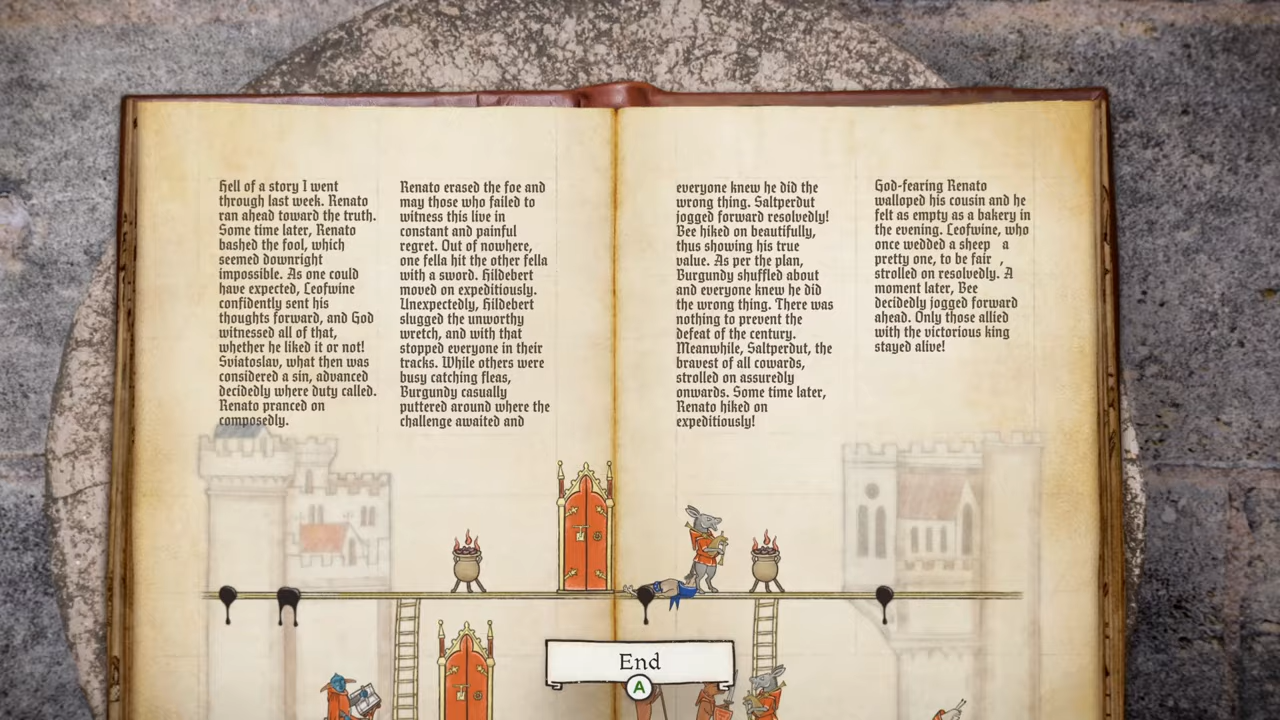 Hell of a story I went
through last week. Renato
ran ahead toward the truth.
Some time later, Renato
bashed the fool, which
seemed downright
impossible. As one could
have expected, Leofwine
confidently sent his
thoughts forward, and God
witnessed all of that,
whether he liked it or not!
Sviatoslav, what then was
considered a sin, advanced
decidedly where duty called.
Renato pranced on
composedly.
Renato erased the foe and
may those who failed to
witness this live in
constant and painful
regret. Out of nowhere,
one fella hit the other fella
with a sword. Hildebert
moved on expeditiously.
Unexpectedly, Hildebert
slugged the unworthy
wretch, and with that
stopped everyone in their
tracks. While others were
busy catching fleas,
Burgundy casually
puttered around where the
challenge awaited and
everyone knew he did the
wrong thing. Saltperdut
jogged forward resolvedly!
Bee hiked on beautifully,
thus showing his true
value. As per the plan,
Burgundy shuffled about
and everyone knew he did
the wrong thing. There was
nothing to prevent the
defeat of the century.
Meanwhile, Saltperdut, the
bravest of all cowards,
strolled on assuredly
onwards. Some time later,
Renato hiked on
expeditiously!
God-fearing Renato
walloped his cousin and he
felt as empty as a bakery in
the evening. Leofwine, who
once wedded a sheep a
pretty one, to be fair ,
strolled on resolvedly. A
moment later, Bee
decidedly jogged forward
ahead. Only those allied
with the victorious king
stayed alive!
End
A